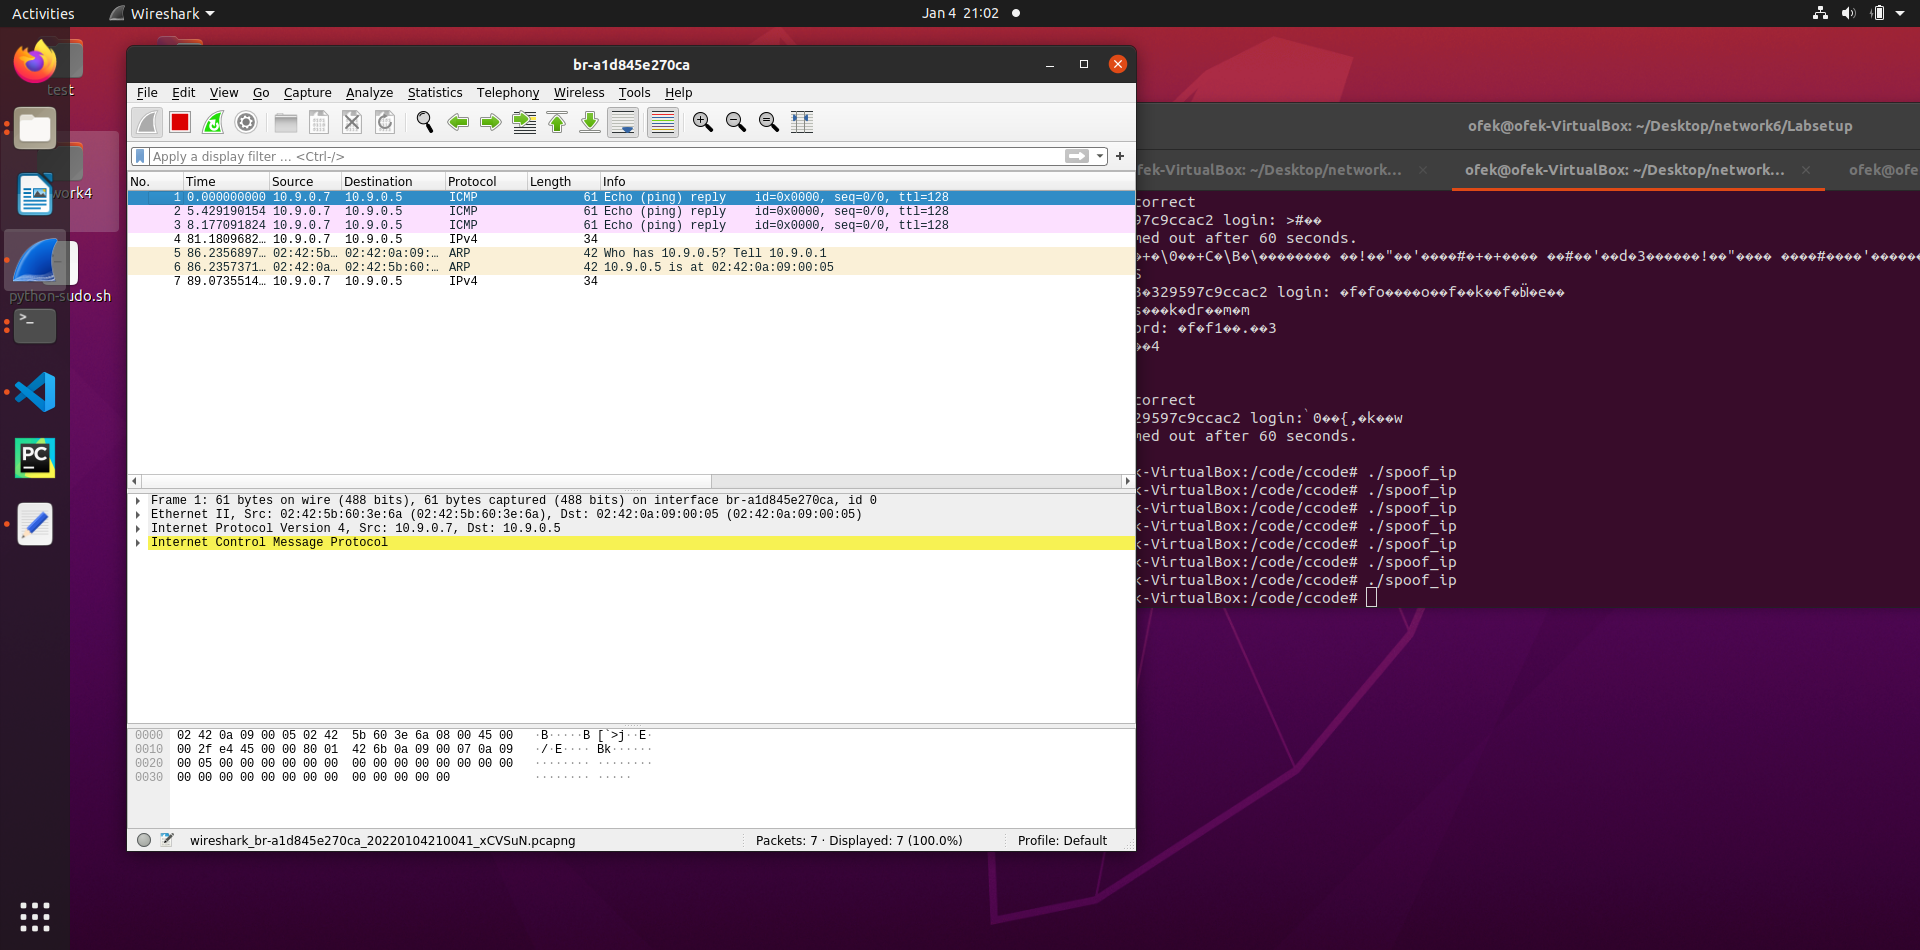 Activities Wireshark Jan 4 21:02
test
work4
python-sudo.sh
br-a1d845e270ca
File Edit View Go Capture Analyze Statistics Telephony Wireless Tools Help
Apply a display filter … <Ctrl-/>
No. Time Source Destination Protocol Length Info
1 0.000000000 10.9.0.7 10.9.0.5 ICMP 61 Echo (ping) reply id=0x0000, seq=0/0, ttl=128
2 5.429190154 10.9.0.7 10.9.0.5 ICMP 61 Echo (ping) reply id=0x0000, seq=0/0, ttl=128
3 8.177091824 10.9.0.7 10.9.0.5 ICMP 61 Echo (ping) reply id=0x0000, seq=0/0, ttl=128
4 81.1809682… 10.9.0.7 10.9.0.5 IPv4 34
5 86.2356897… 02:42:5b… 02:42:0a:09:… ARP 42 Who has 10.9.0.5? Tell 10.9.0.1
6 86.2357371… 02:42:0a… 02:42:5b:60:… ARP 42 10.9.0.5 is at 02:42:0a:09:00:05
7 89.0735514… 10.9.0.7 10.9.0.5 IPv4 34
Frame 1: 61 bytes on wire (488 bits), 61 bytes captured (488 bits) on interface br-a1d845e270ca, id 0
Ethernet II, Src: 02:42:5b:60:3e:6a (02:42:5b:60:3e:6a), Dst: 02:42:0a:09:00:05 (02:42:0a:09:00:05)
Internet Protocol Version 4, Src: 10.9.0.7, Dst: 10.9.0.5
Internet Control Message Protocol
0000 02 42 0a 09 00 05 02 42 5b 60 3e 6a 08 00 45 00 ·B·····B [`>j··E·
0010 00 2f e4 45 00 00 80 01 42 6b 0a 09 00 07 0a 09 ·/·E···· Bk······
0020 00 05 00 00 00 00 00 00 00 00 00 00 00 00 00 00 ········ ········
0030 00 00 00 00 00 00 00 00 00 00 00 00 00 ········ ·····
wireshark_br-a1d845e270ca_20220104210041_xCVSuN.pcapng Packets: 7 · Displayed: 7 (100.0%) Profile: Default
ofek@ofek-VirtualBox: ~/Desktop/network6/Labsetup
fek-VirtualBox: ~/Desktop/network... ofek@ofek-VirtualBox: ~/Desktop/network... ofek@ofe
correct
97c9ccac2 login: >#��
med out after 60 seconds.
S
3�329597c9ccac2 login: �f�fo����o��f��k��f�
s���k�dr��m�m
ord: �f�f1��.��3
��4
correct
29597c9ccac2 login:`0��{,�k��w
med out after 60 seconds.
k-VirtualBox:/code/ccode# ./spoof_ip
k-VirtualBox:/code/ccode# ./spoof_ip
k-VirtualBox:/code/ccode# ./spoof_ip
k-VirtualBox:/code/ccode# ./spoof_ip
k-VirtualBox:/code/ccode# ./spoof_ip
k-VirtualBox:/code/ccode# ./spoof_ip
k-VirtualBox:/code/ccode# ./spoof_ip
k-VirtualBox:/code/ccode#
PC